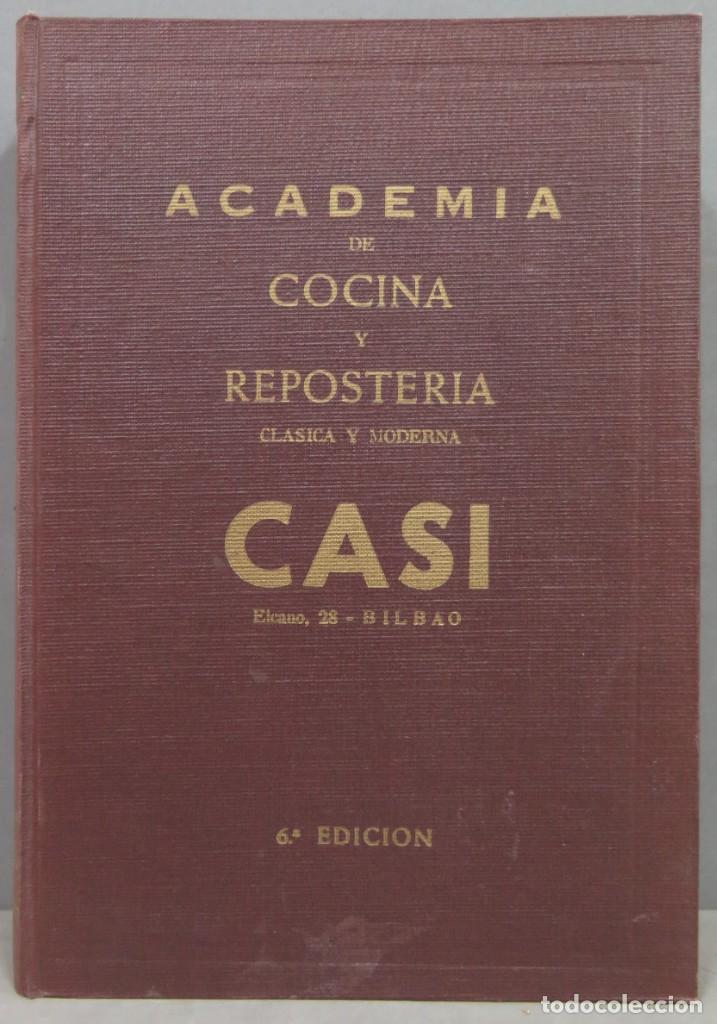 ACADEMIA
DE
COCINA
Y
REPOSTERIA
CLASICA Y MODERNA
CASI
Elcano, 28 - BILBAO
6.ª EDICION
todocoleccion